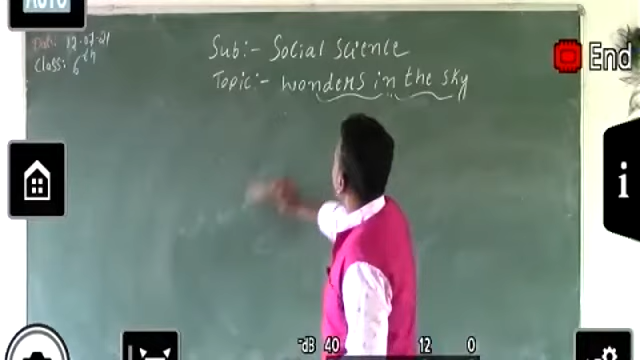 AUTO
Date: 12.07.21
Class: 6th
Sub:- Social Science
Topic:- wonders in the sky
End
i
-dB 40 12 0